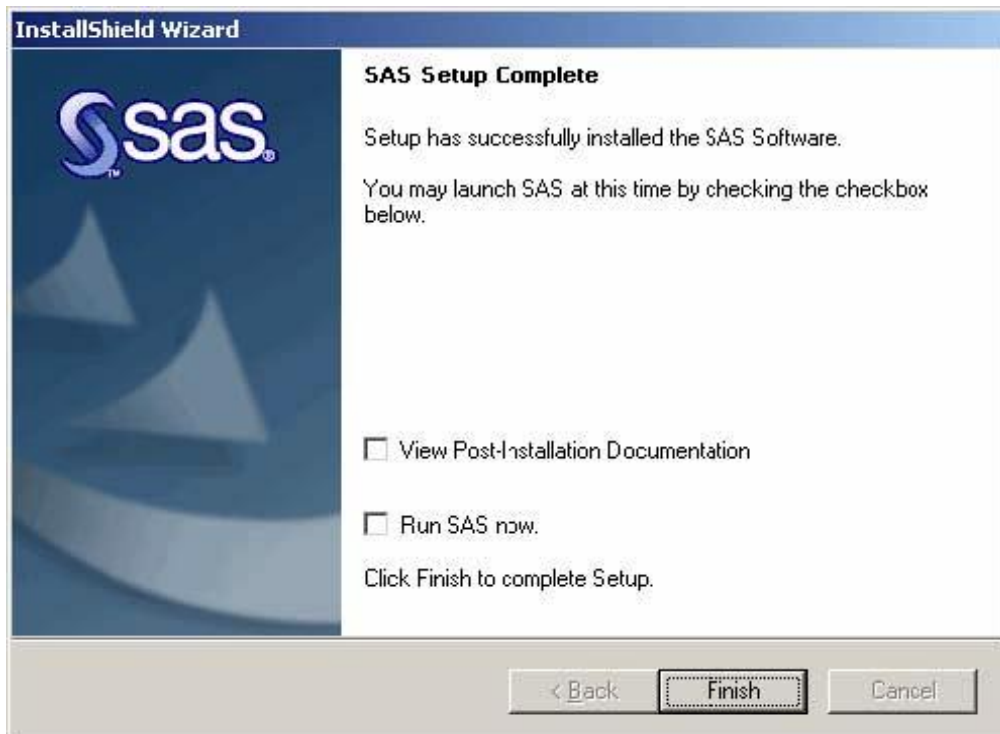 InstallShield Wizard
sas®
™
SAS Setup Complete
Setup has successfully installed the SAS Software.
You may launch SAS at this time by checking the checkbox
below.
View Post-Installation Documentation
Run SAS now.
Click Finish to complete Setup.
< Back
Finish
Cancel